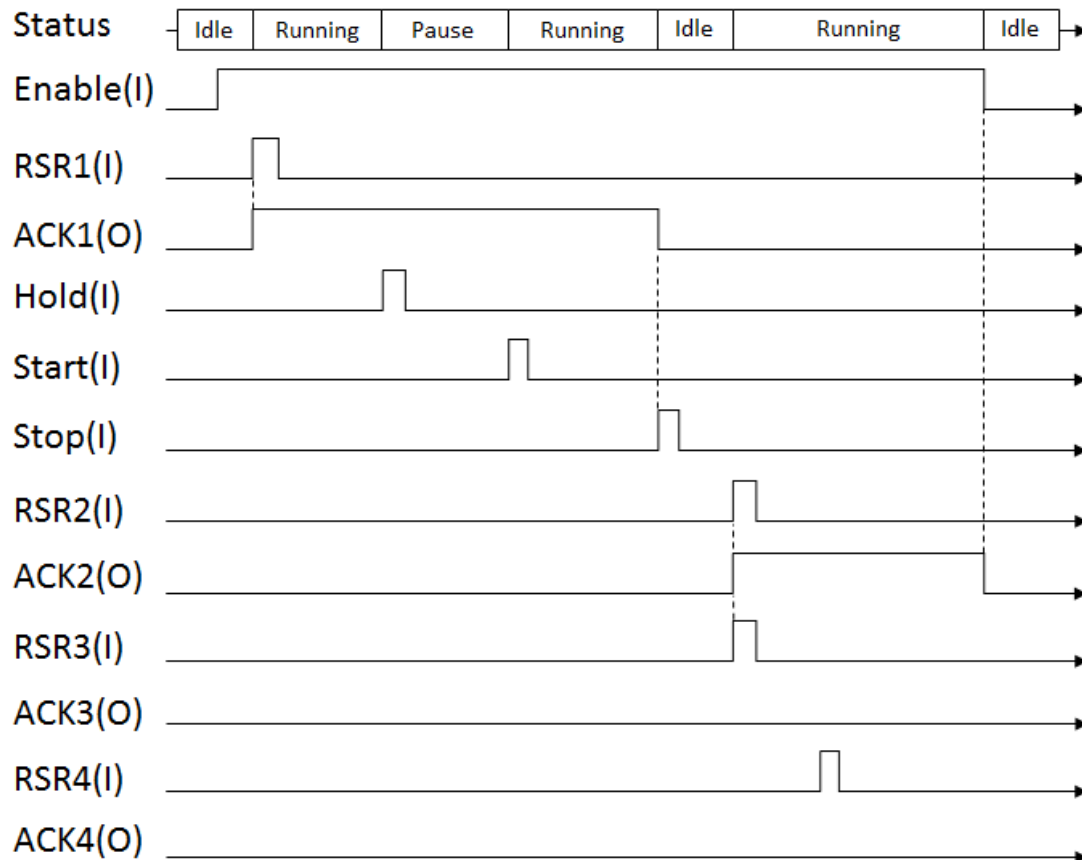 Status Idle Running Pause Running Idle Running Idle
Enable(I)
RSR1(I)
ACK1(O)
Hold(I)
Start(I)
Stop(I)
RSR2(I)
ACK2(O)
RSR3(I)
ACK3(O)
RSR4(I)
ACK4(O)